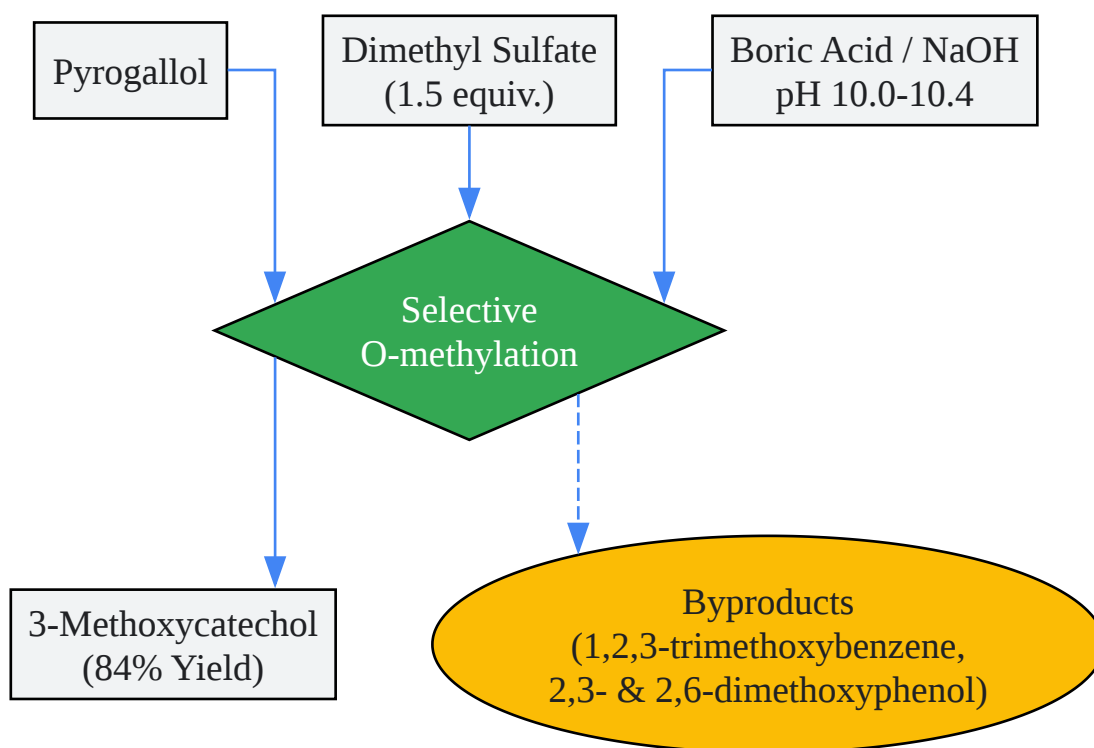 Pyrogallol
Dimethyl Sulfate
(1.5 equiv.)
Boric Acid / NaOH
pH 10.0-10.4
Selective
O-methylation
3-Methoxycatechol
(84% Yield)
Byproducts
(1,2,3-trimethoxybenzene,
2,3- & 2,6-dimethoxyphenol)